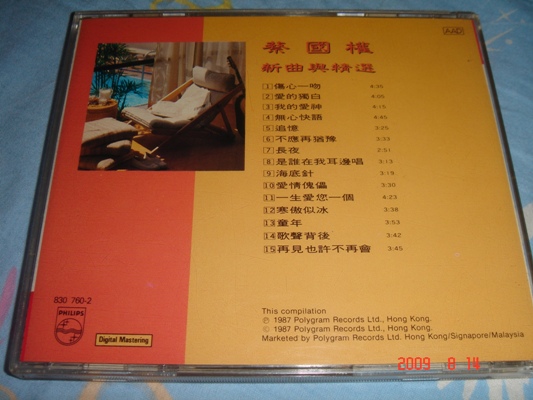 AAD
蔡國權
新曲與精選
1 傷心一吻 4:35
2 愛的獨白 4:05
3 我的愛神 4:15
4 無心快語 4:45
5 追憶 3:25
6 不應再猶豫 3:33
7 長夜 2:51
8 是誰在我耳邊唱 3:13
9 海底針 3:19
10 愛情傀儡 3:30
11 一生愛您一個 4:23
12 寒傲似冰 3:38
13 童年 3:53
14 歌聲背後 3:42
15 再見也許不再會 3:45
830 760-2
PHILIPS
Digital Mastering
This compilation
℗ 1987 Polygram Records Ltd., Hong Kong.
© 1987 Polygram Records Ltd., Hong Kong.
Marketed by Polygram Records Ltd. Hong Kong/Signapore/Malaysia
2009 8 14